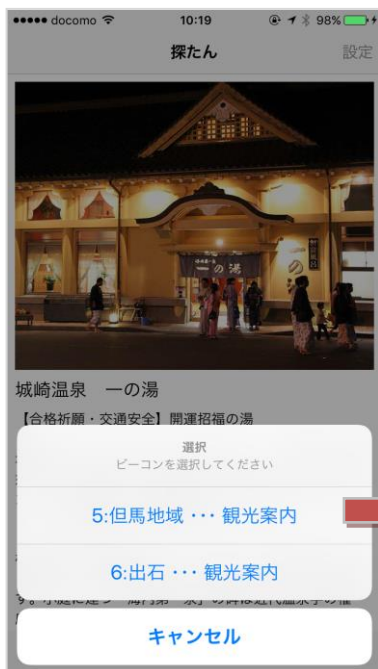 docomo 10:19 98%
探たん 設定
一の湯
城崎温泉　一の湯
【合格祈願・交通安全】開運招福の湯
選択
ビーコンを選択してください
5:但馬地域 ･･･ 観光案内
6:出石 ･･･ 観光案内
キャンセル